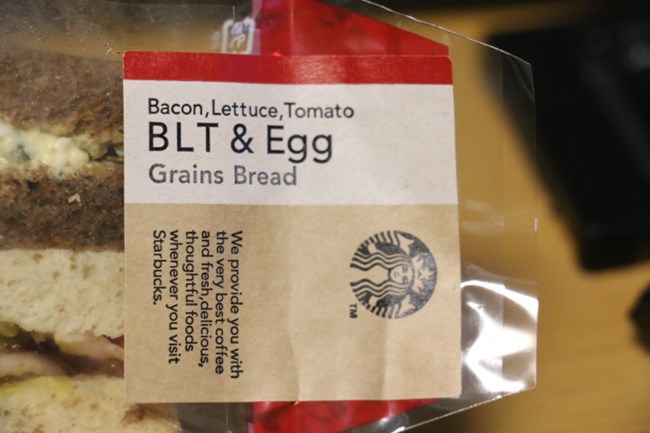 Bacon,Lettuce,Tomato
BLT & Egg
Grains Bread
We provide you with
the very best coffee
and fresh,delicious,
thoughtful foods
whenever you visit
Starbucks.
TM